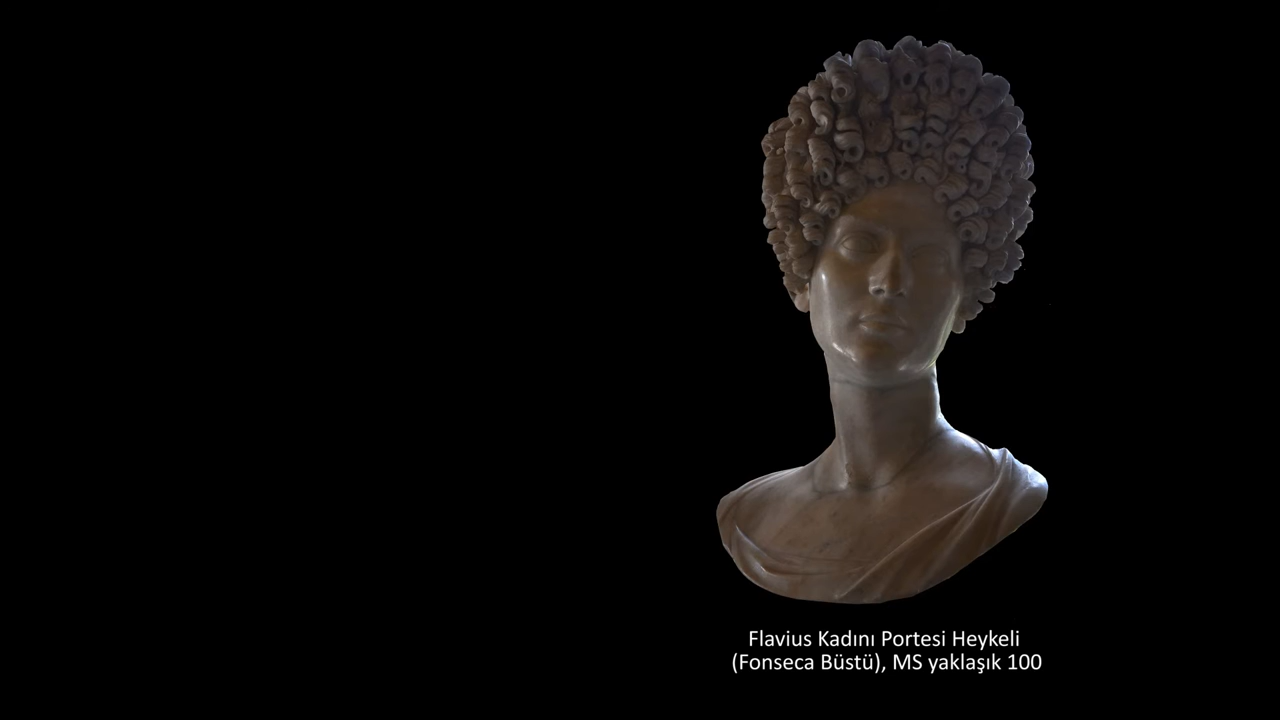 Flavius Kadını Portesi Heykeli
(Fonseca Büstü), MS yaklaşık 100